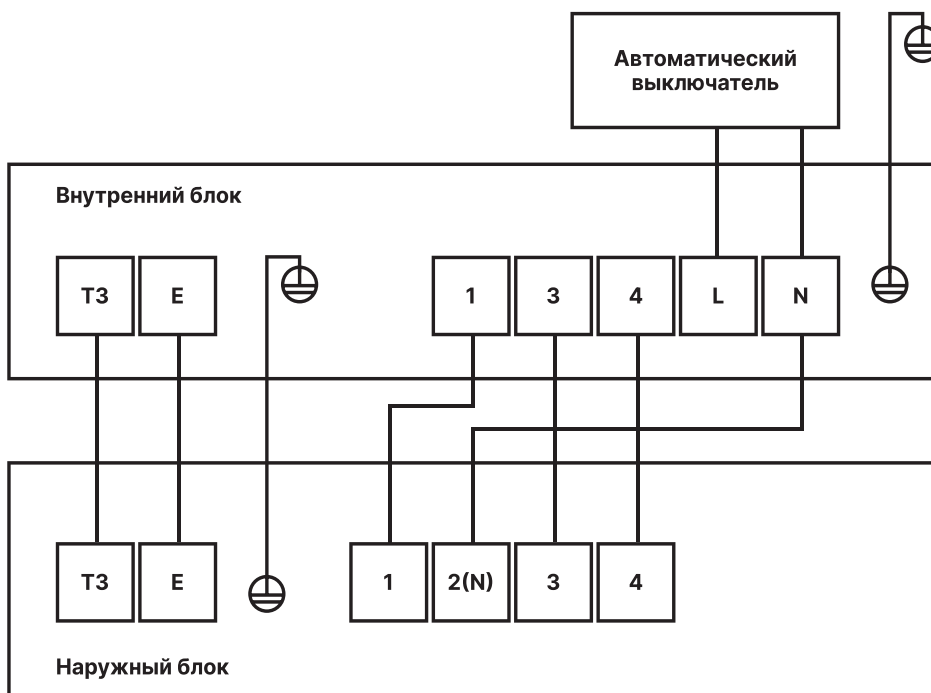 Автоматический
выключатель
Внутренний блок
T3 E 1 3 4 L N
T3 E 1 2(N) 3 4
Наружный блок